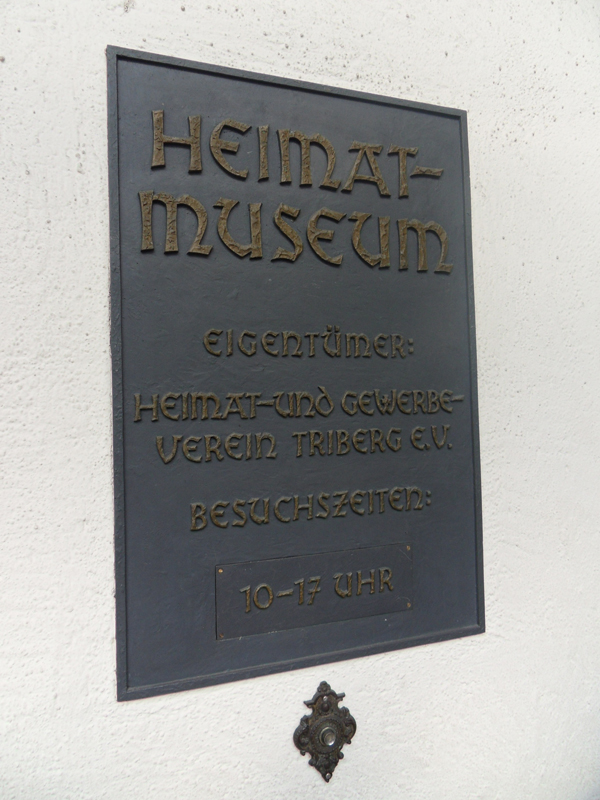 HEIMAT-
MUSEUM
EIGENTÜMER:
HEIMAT-UND GEWERBE-
VEREIN TRIBERG E.V.
BESUCHSZEITEN:
10-17 UHR